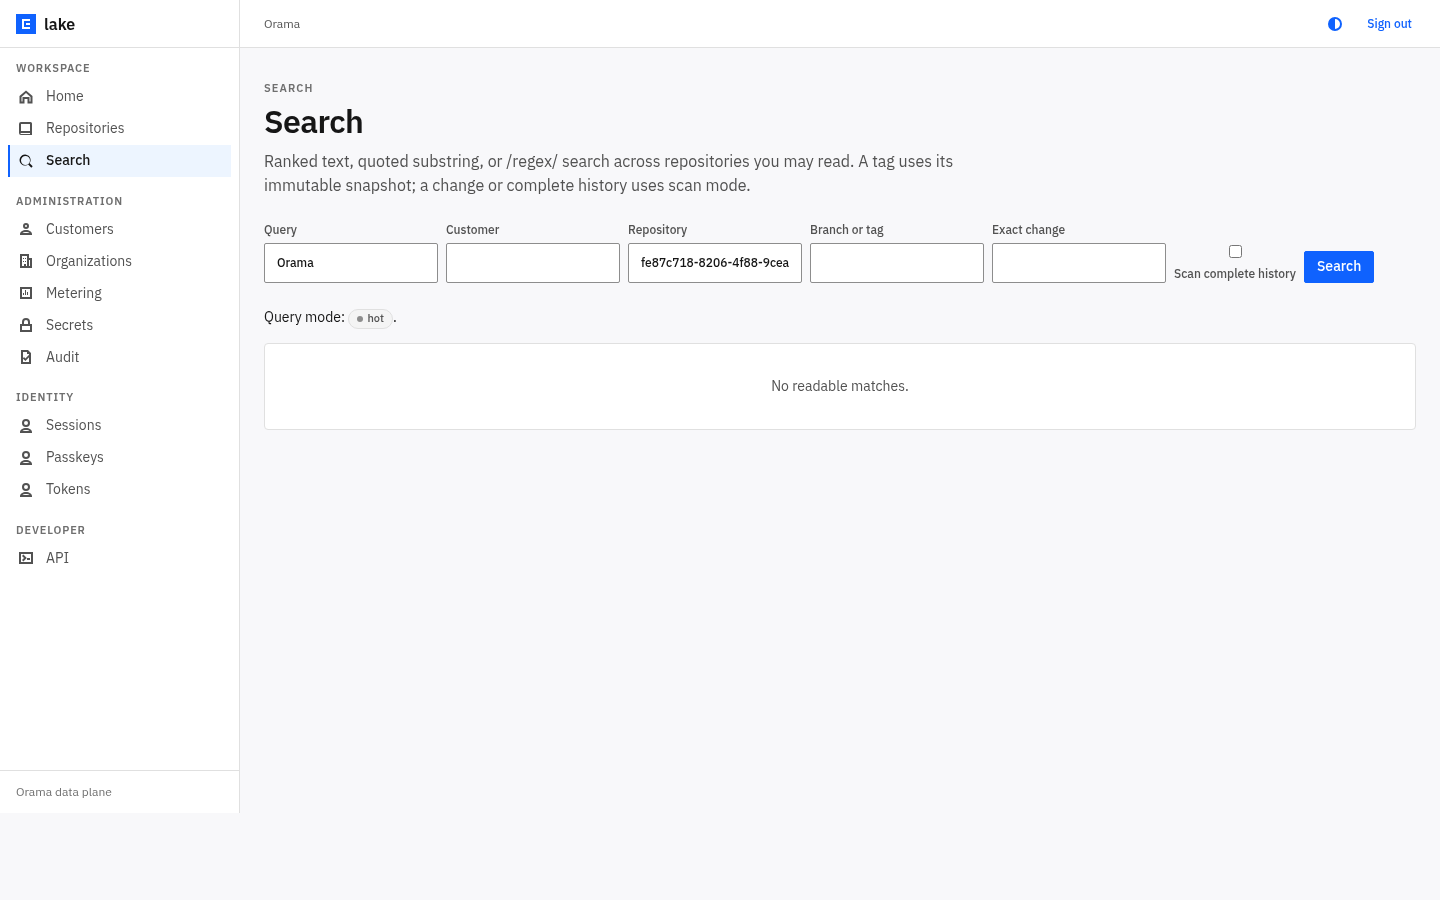 lake
Orama
Sign out
WORKSPACE
Home
Repositories
Search
ADMINISTRATION
Customers
Organizations
Metering
Secrets
Audit
IDENTITY
Sessions
Passkeys
Tokens
DEVELOPER
API
Orama data plane
SEARCH
Search
Ranked text, quoted substring, or /regex/ search across repositories you may read. A tag uses its
immutable snapshot; a change or complete history uses scan mode.
Query
Customer
Repository
Branch or tag
Exact change
Orama
fe87c718-8206-4f88-9cea
Scan complete history
Search
Query mode: hot.
No readable matches.